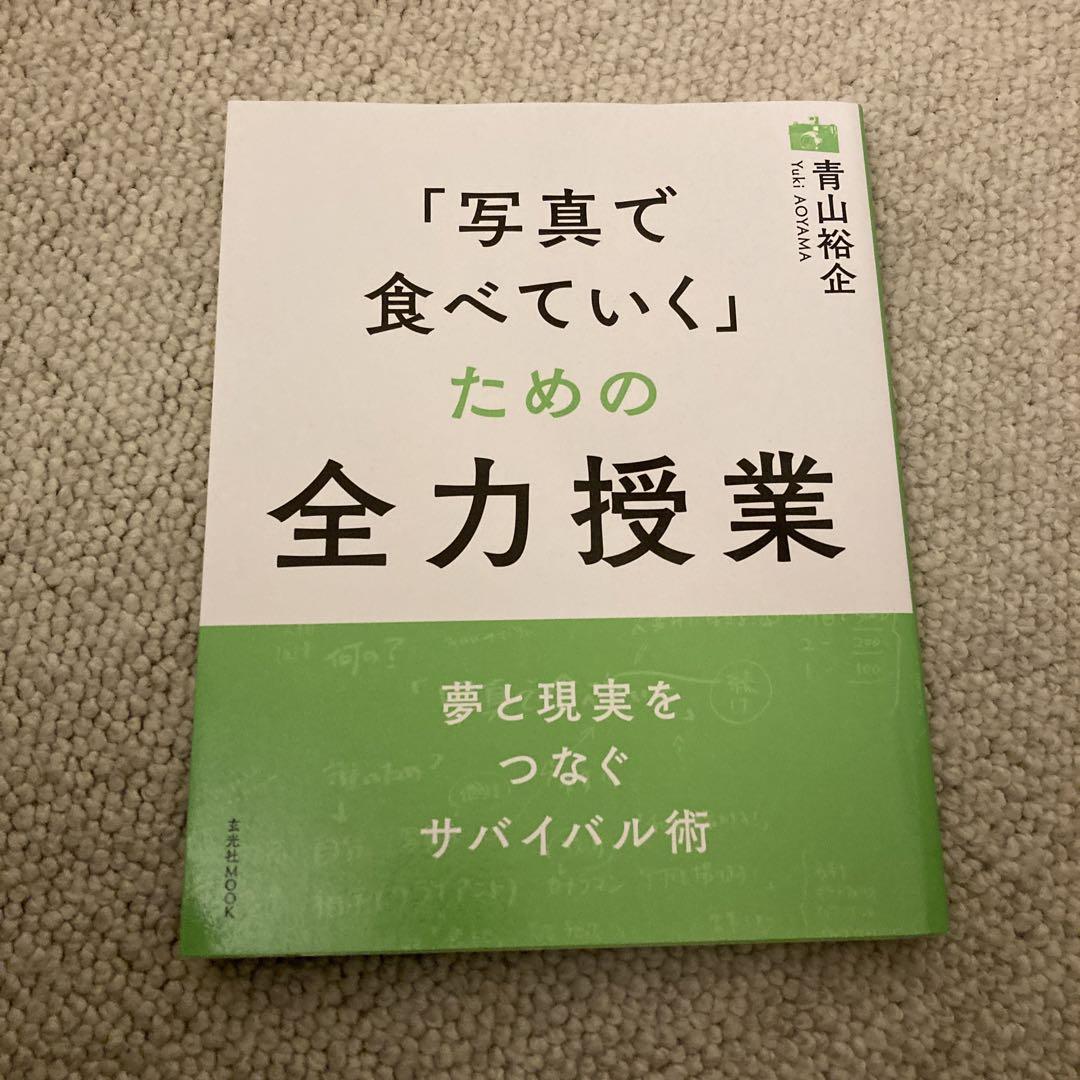 「写真で
食べていく」
ための
全力授業
青山裕企
Yuki AOYAMA
何の?
夢と現実を
つなぐ
サバイバル術
玄光社MOOK